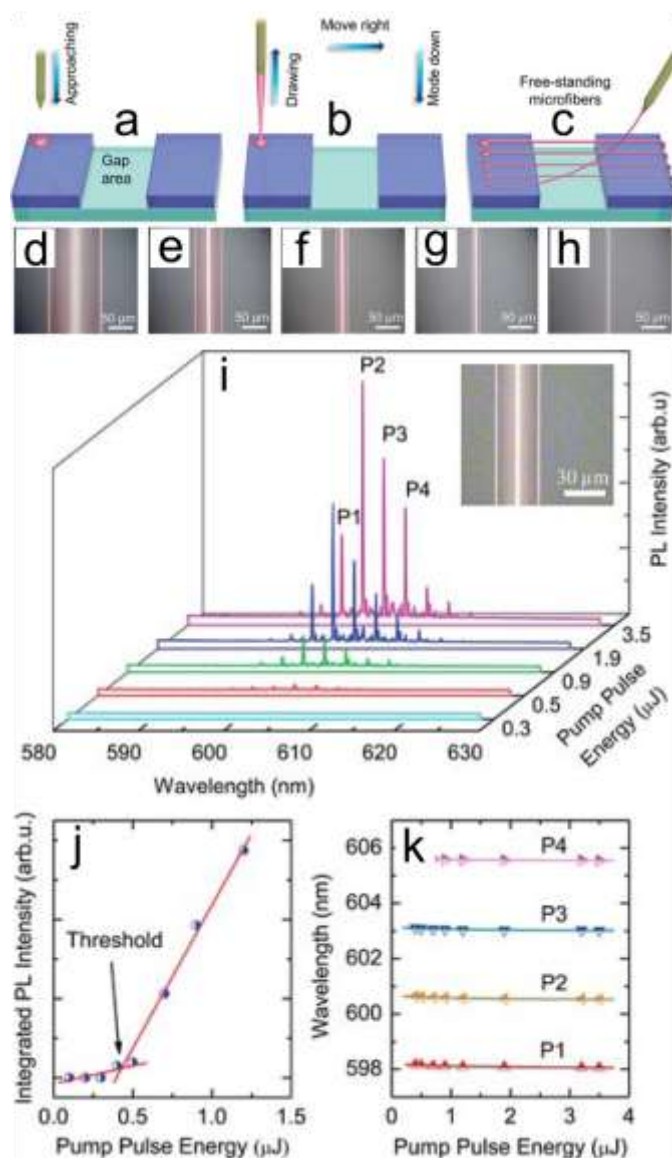 Approaching
a
Gap
area
Drawing
Move right
b
Mode down
Free-standing
microfibers
c
d
50 μm
e
50 μm
f
50 μm
g
50 μm
h
50 μm
i
P1
P2
P3
P4
30 μm
PL Intensity (arb.u)
3.5
1.9
0.9
0.5
0.3
Pump Pulse
Energy (μJ)
580
590
600
610
620
630
Wavelength (nm)
j
Threshold
Integrated PL Intensity (arb.u.)
0.0
0.5
1.0
1.5
Pump Pulse Energy (μJ)
k
P4
P3
P2
P1
606
604
602
600
598
Wavelength (nm)
0
1
2
3
4
Pump Pulse Energy (μJ)